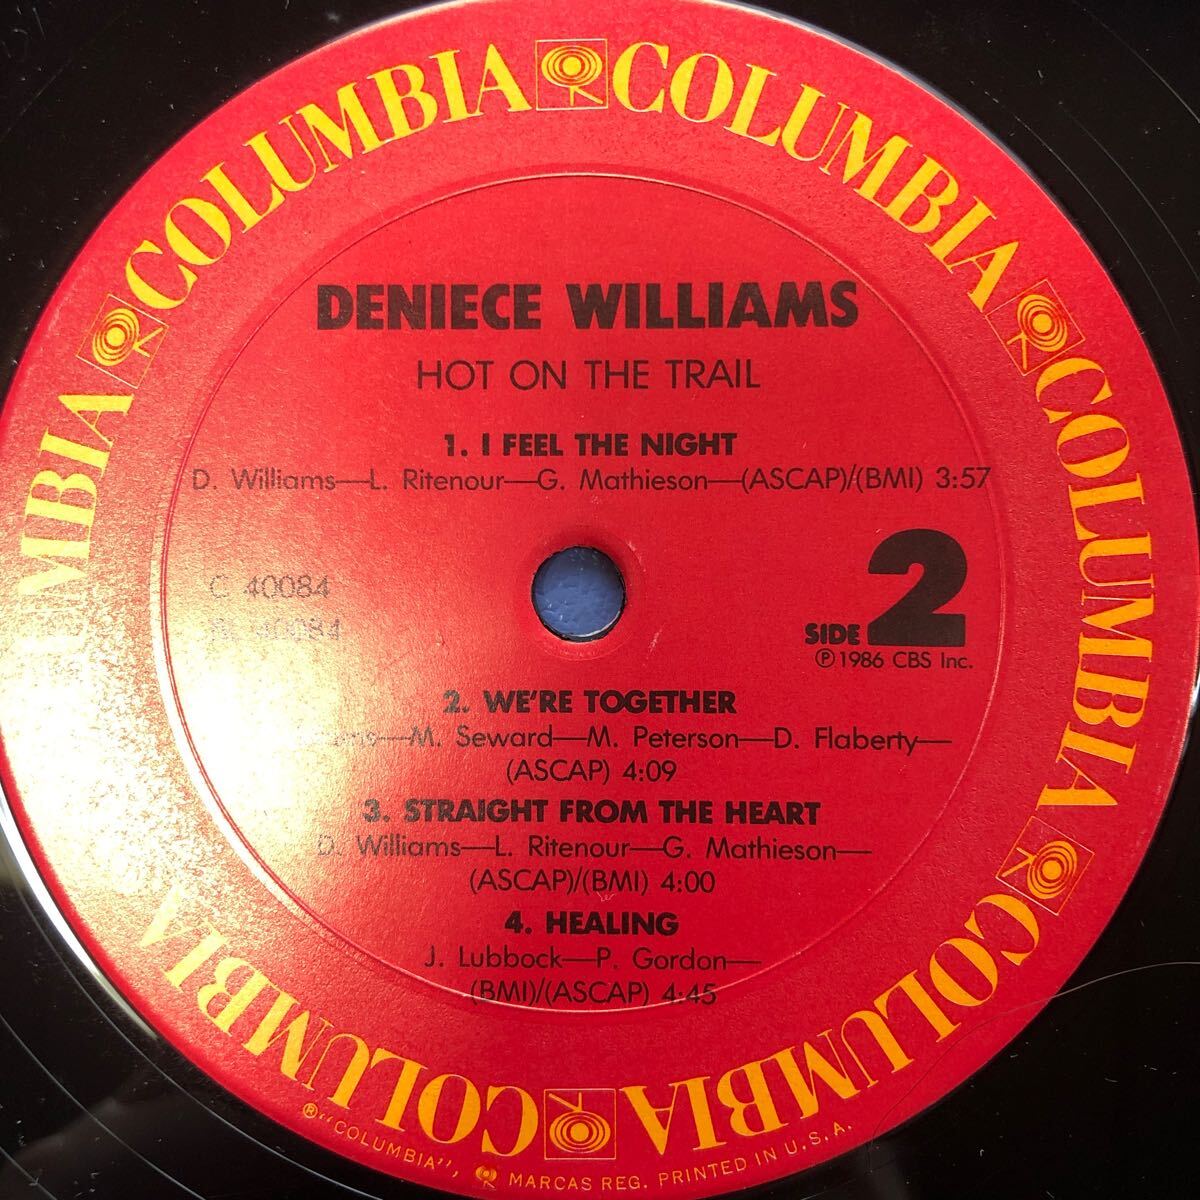 COLUMBIA COLUMBIA COLUMBIA COLUMBIA COLUMBIA COLUMBIA
DENIECE WILLIAMS
HOT ON THE TRAIL
1. I FEEL THE NIGHT
D. Williams—L. Ritenour—G. Mathieson—(ASCAP)/(BMI) 3:57
C 40084
40084
SIDE 2
℗ 1986 CBS Inc.
2. WE'RE TOGETHER
—M. Seward—M. Peterson—D. Flaberty—
(ASCAP) 4:09
3. STRAIGHT FROM THE HEART
D. Williams—L. Ritenour—G. Mathieson—
(ASCAP)/(BMI) 4:00
4. HEALING
J. Lubbock—P. Gordon—
(BMI)/(ASCAP) 4:45
® "COLUMBIA", MARCAS REG. PRINTED IN U.S.A.